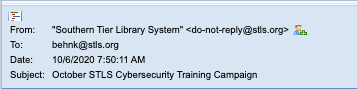 From: "Southern Tier Library System" <do-not-reply@stls.org>
To: behnk@stls.org
Date: 10/6/2020 7:50:11 AM
Subject: October STLS Cybersecurity Training Campaign